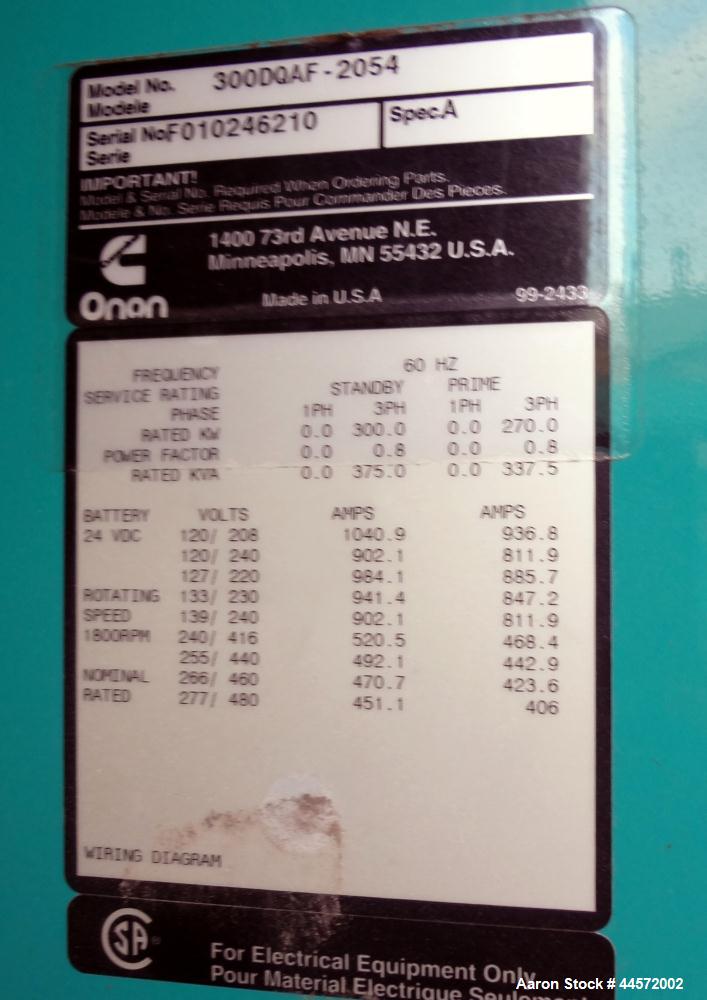 Model No. 300DQAF-2054
Modele
Serial No. F010246210 Spec. A
Serie
IMPORTANT!
Model & Serial No. Required When Ordering Parts.
Modele & No. Serie Requis Pour Commander Des Pieces.
1400 73rd Avenue N.E.
Minneapolis, MN 55432 U.S.A.
Onan Made in U.S.A 99-2433
FREQUENCY 60 HZ
SERVICE RATING STANDBY PRIME
PHASE 1PH 3PH 1PH 3PH
RATED KW 0.0 300.0 0.0 270.0
POWER FACTOR 0.0 0.8 0.0 0.8
RATED KVA 0.0 375.0 0.0 337.5
BATTERY VOLTS AMPS AMPS
24 VDC 120/ 208 1040.9 936.8
120/ 240 902.1 811.9
127/ 220 984.1 885.7
ROTATING 133/ 230 941.4 847.2
SPEED 139/ 240 902.1 811.9
1800RPM 240/ 416 520.5 468.4
255/ 440 492.1 442.9
NOMINAL 266/ 460 470.7 423.6
RATED 277/ 480 451.1 406
WIRING DIAGRAM
SA ®
For Electrical Equipment Only
Pour Material Electrique Seulement
Aaron Stock # 44572002